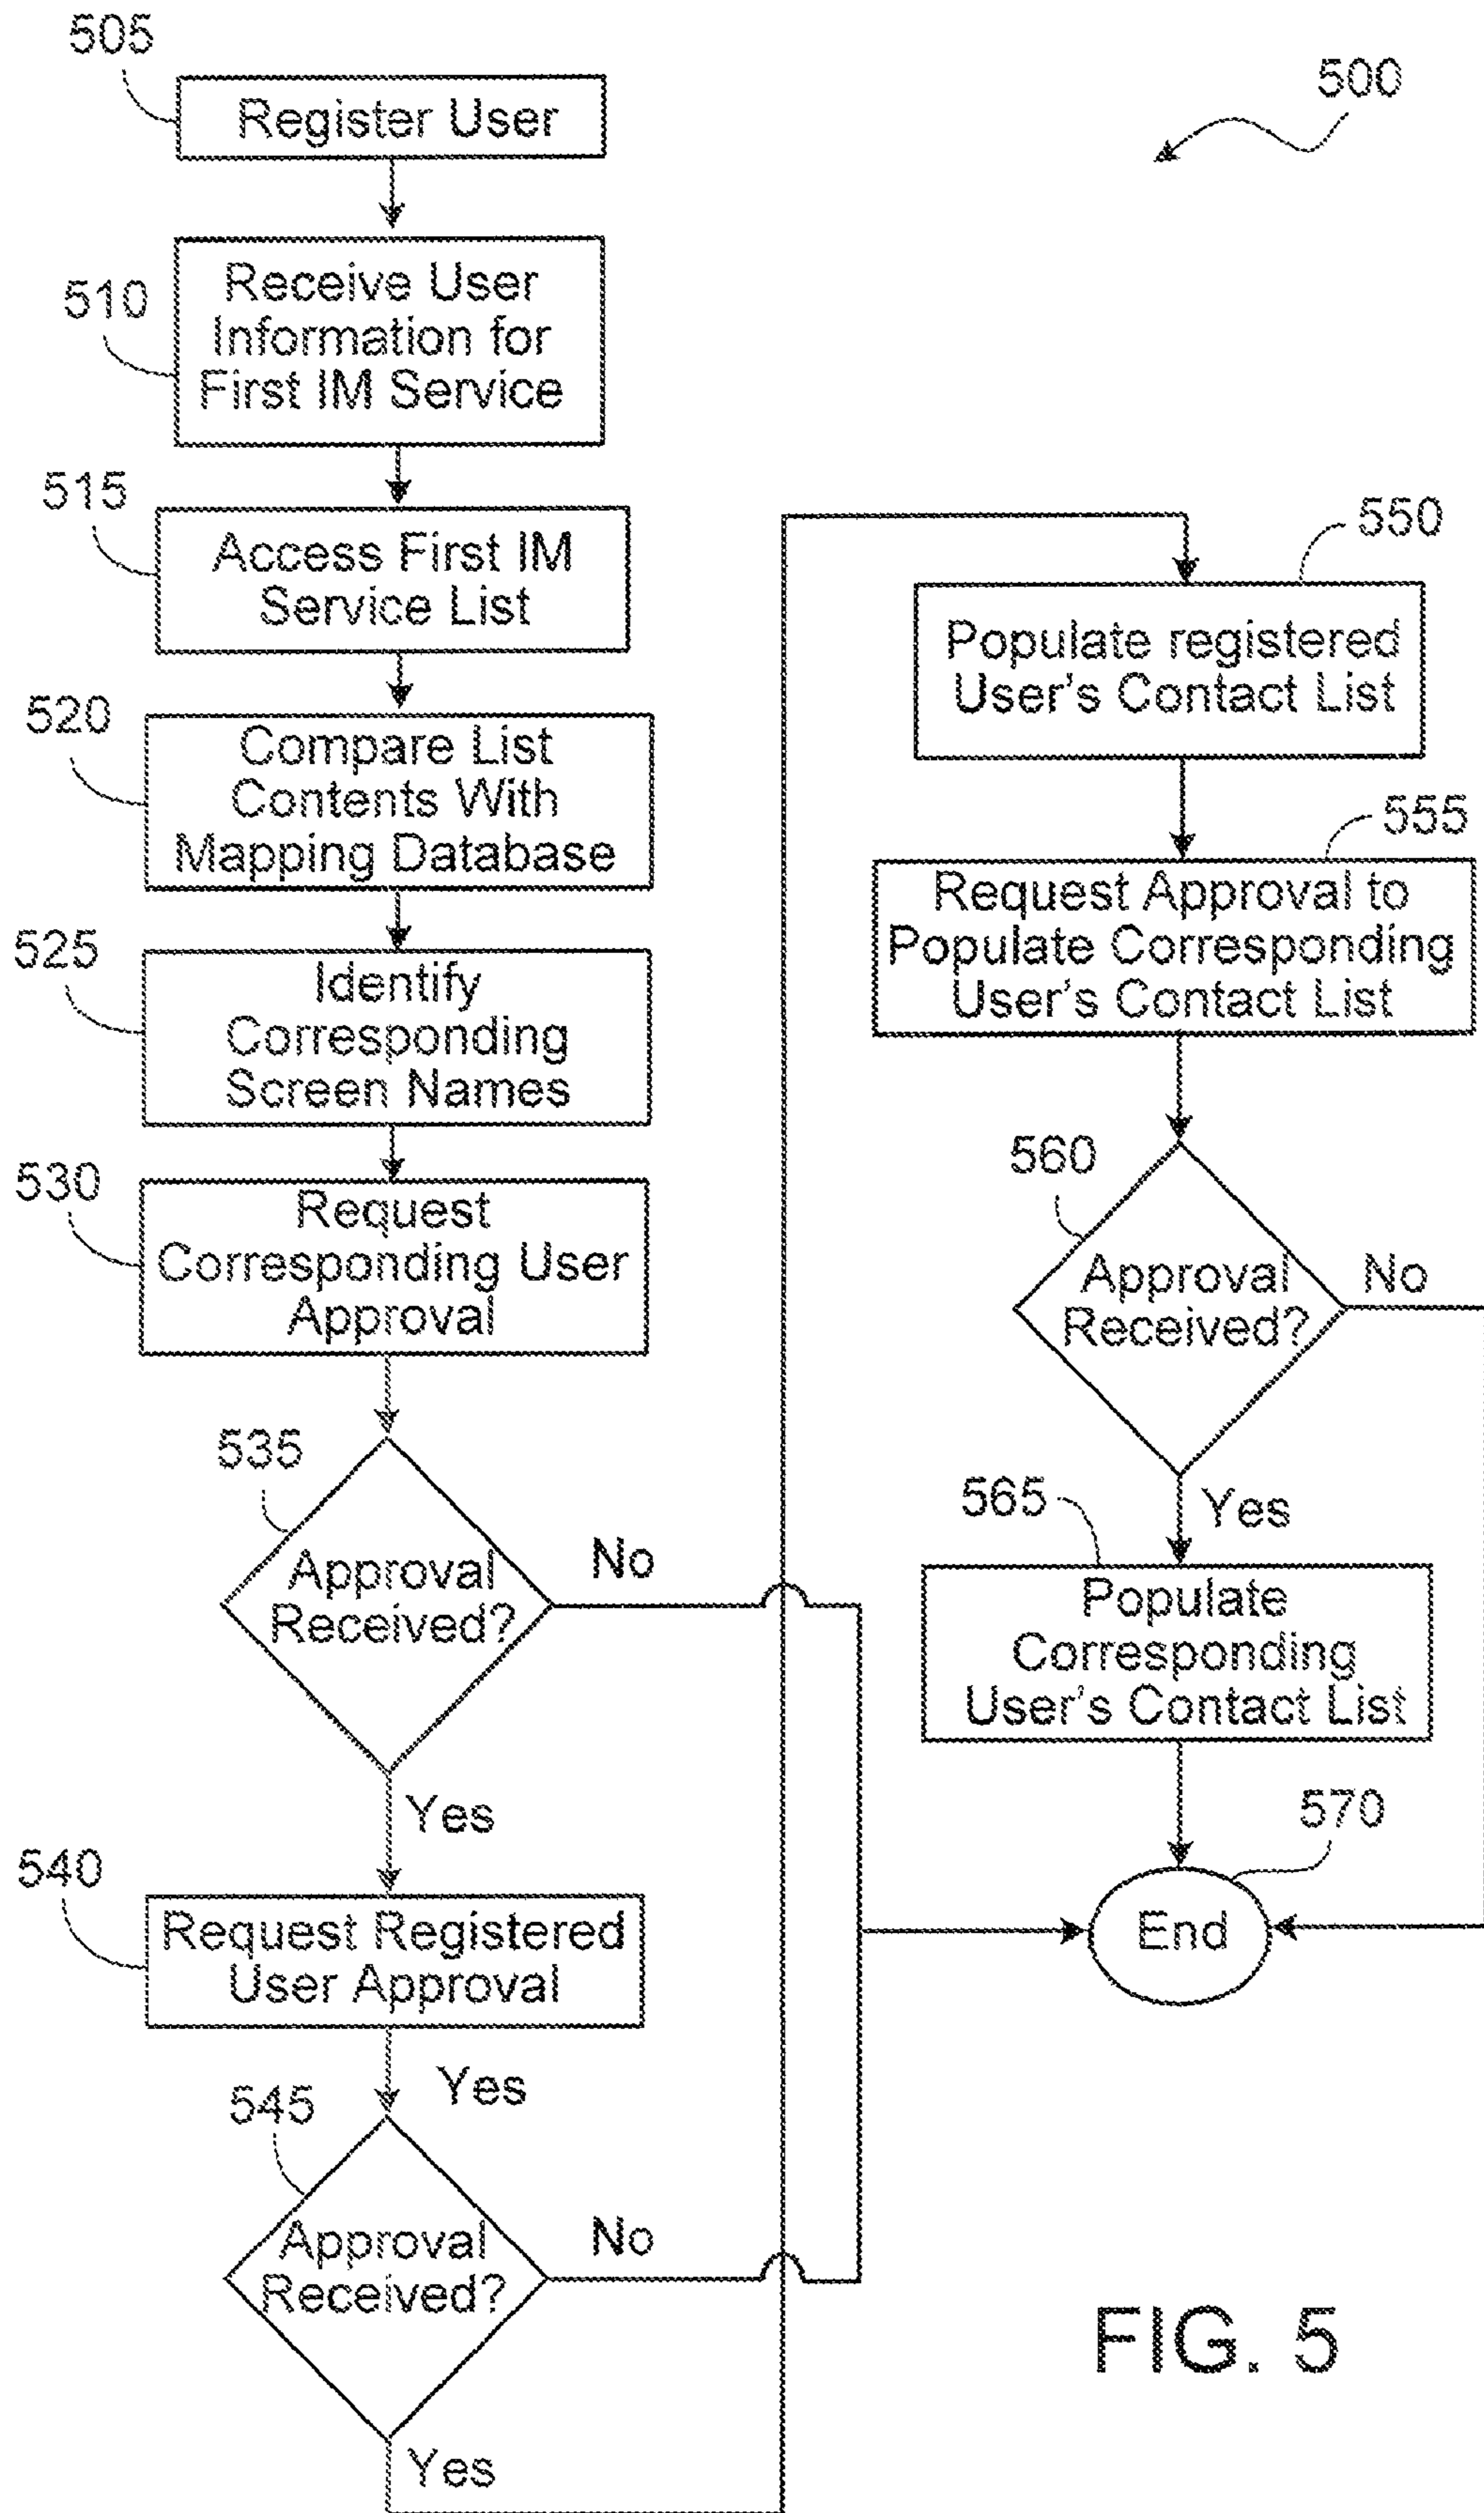 505
Register User
500
510
Receive User
Information for
First IM Service
515
Access First IM
Service List
520
Compare List
Contents With
Mapping Database
525
Identify
Corresponding
Screen Names
530
Request
Corresponding User
Approval
535
Approval
Received?
No
Yes
540
Request Registered
User Approval
Yes
545
Approval
Received?
No
Yes
550
Populate registered
User's Contact List
555
Request Approval to
Populate Corresponding
User's Contact List
560
Approval
Received?
No
Yes
565
Populate
Corresponding
User's Contact List
570
End
FIG. 5